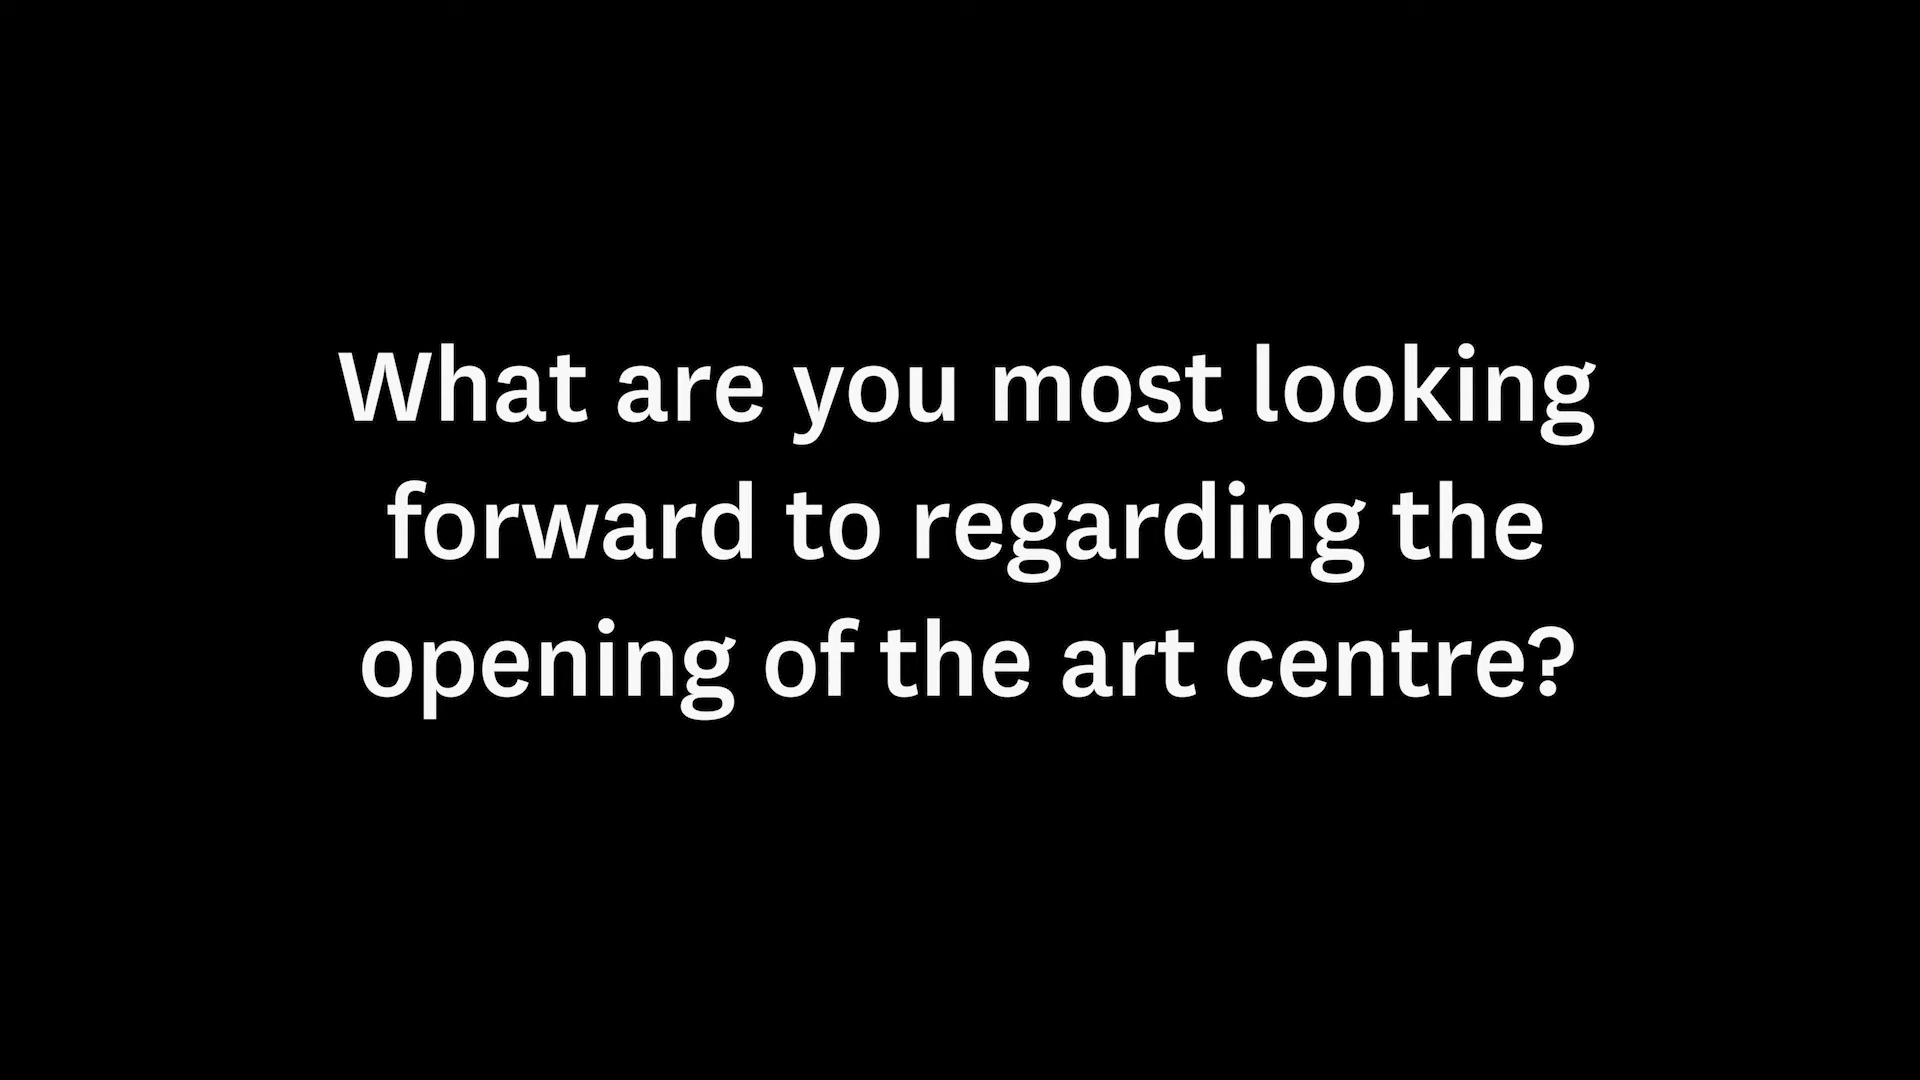 What are you most looking
forward to regarding the
opening of the art centre?